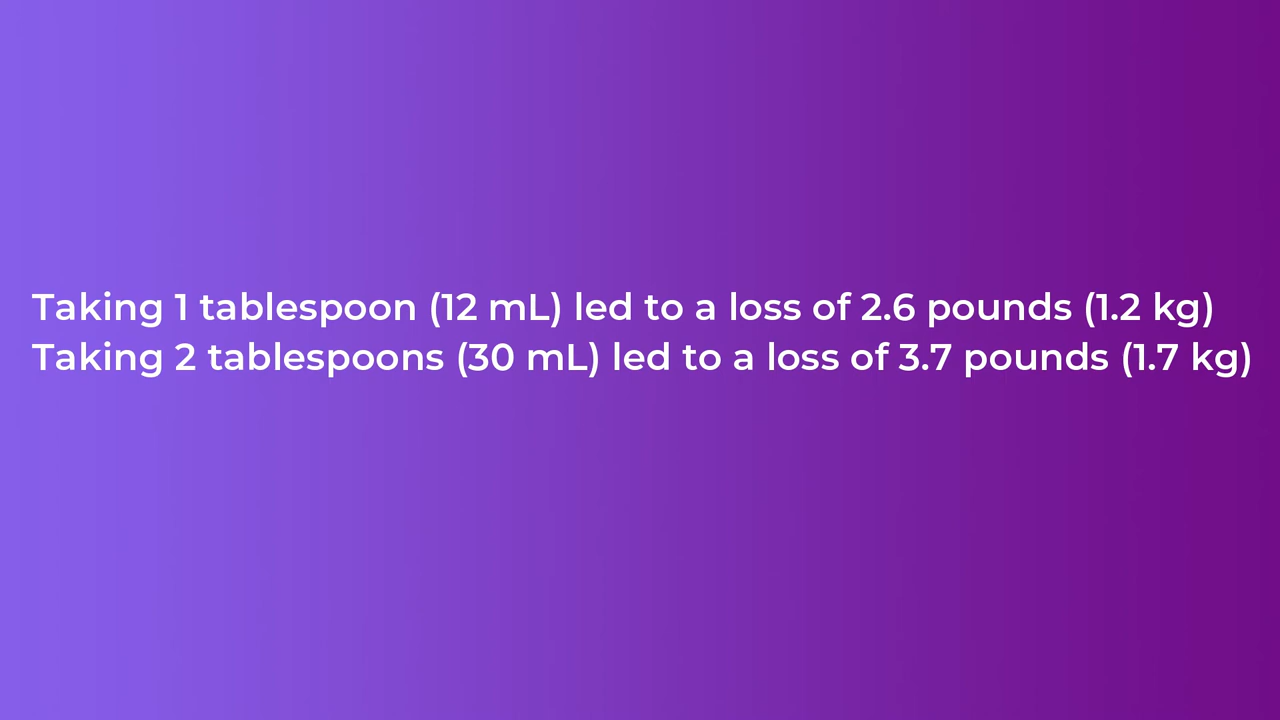 Taking 1 tablespoon (12 mL) led to a loss of 2.6 pounds (1.2 kg)
Taking 2 tablespoons (30 mL) led to a loss of 3.7 pounds (1.7 kg)